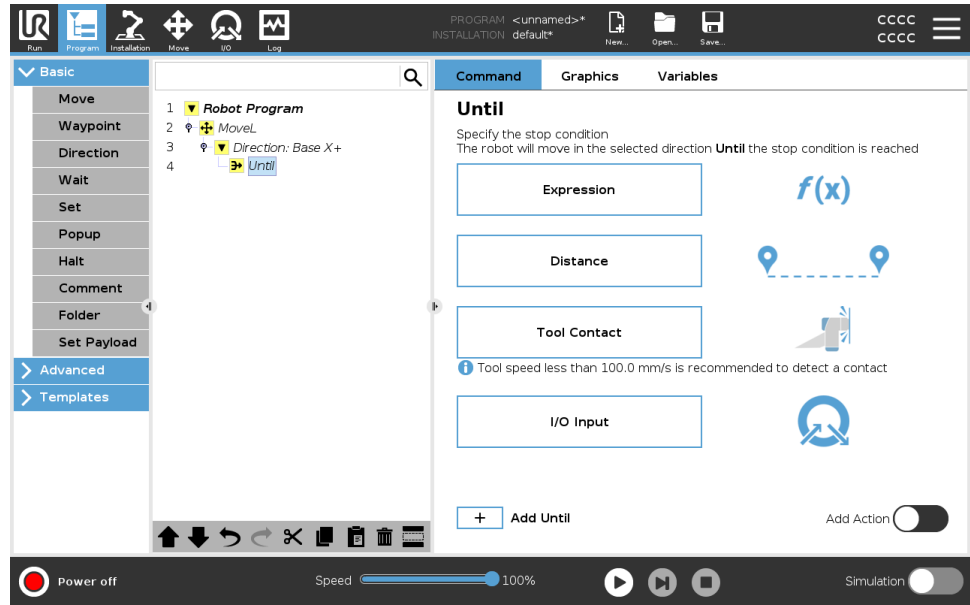 UR
PROGRAM <unnamed>*
INSTALLATION default*
cccc
cccc
Run Program Installation Move I/O Log New... Open... Save...
Basic
Move
Waypoint
Direction
Wait
Set
Popup
Halt
Comment
Folder
Set Payload
Advanced
Templates
1 Robot Program
2 MoveL
3 Direction: Base X+
4 Until
Command Graphics Variables
Until
Specify the stop condition
The robot will move in the selected direction Until the stop condition is reached
Expression f(x)
Distance
Tool Contact
Tool speed less than 100.0 mm/s is recommended to detect a contact
I/O Input
+ Add Until Add Action
Power off Speed 100% Simulation